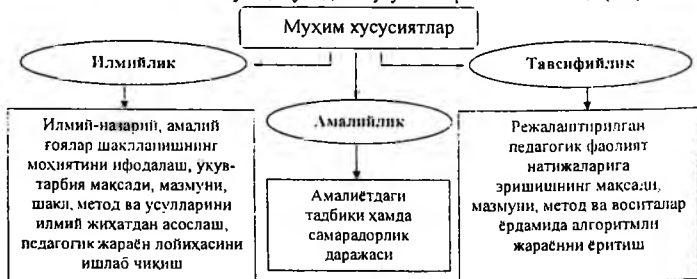 Муҳим хусусиятлар
Илмийлик
Тавсифийлик
Амалийлик
Илмий-назарий, амалий
ғоялар шаклланишнинг
моҳиятини ифодалаш, ўқув-
тарбия мақсади, мазмуни,
шакл, метод ва усулларини
илмий жиҳатдан асослаш,
педагогик жараён лойиҳасини
ишлаб чиқиш
Амалиётдаги
тадбиқи ҳамда
самарадорлик
даражаси
Режалаштирилган
педагогик фаолият
натижаларига
эришишнинг мақсади,
мазмуни, метод ва воситалар
ёрдамида алгоритмли
жараённи ёритиш